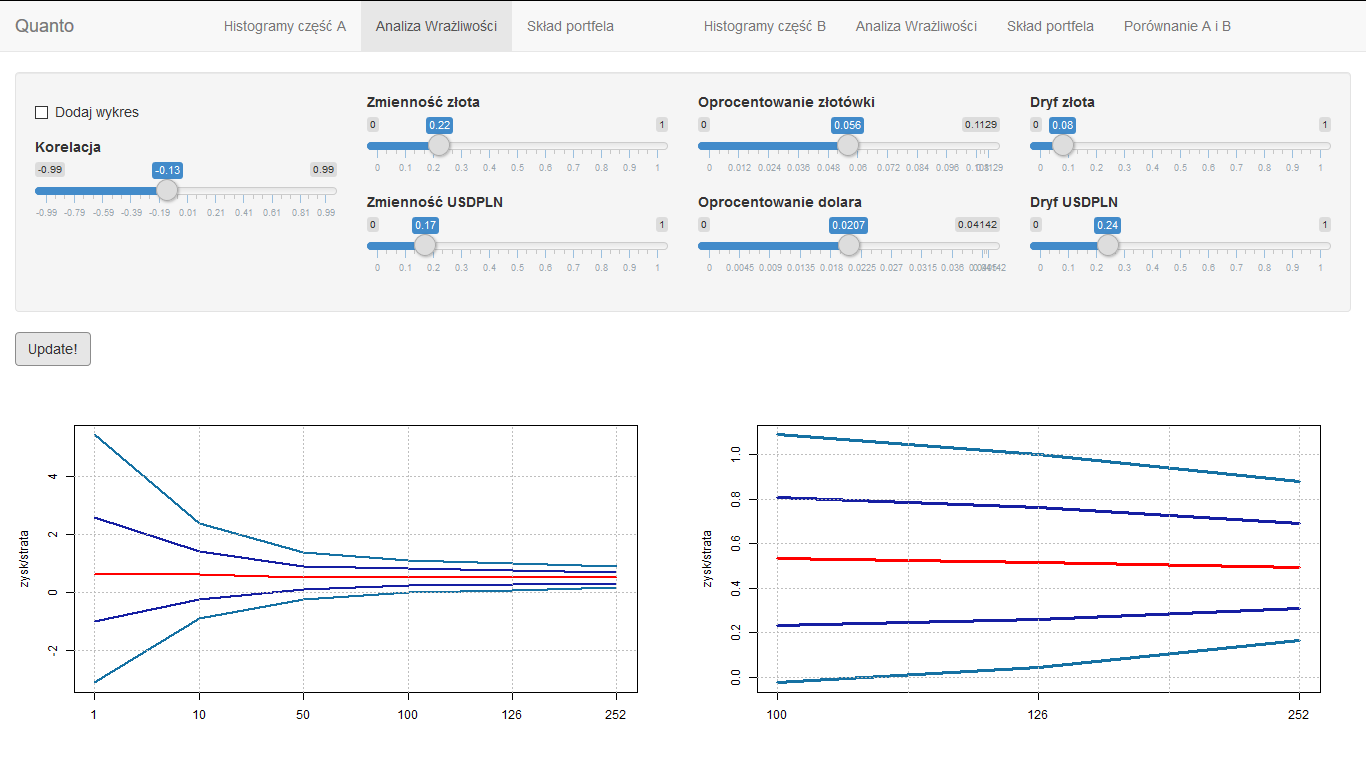 Quanto Histogramy część A Analiza Wrażliwości Skład portfela Histogramy część B Analiza Wrażliwości Skład portfela Porównanie A i B
Dodaj wykres
Korelacja
-0.99 -0.13 0.99
-0.99 -0.79 -0.59 -0.39 -0.19 0.01 0.21 0.41 0.61 0.81 0.99
Zmienność złota
0 0.22 1
0 0.1 0.2 0.3 0.4 0.5 0.6 0.7 0.8 0.9 1
Zmienność USDPLN
0 0.17 1
0 0.1 0.2 0.3 0.4 0.5 0.6 0.7 0.8 0.9 1
Oprocentowanie złotówki
0 0.056 0.1129
0 0.012 0.024 0.036 0.048 0.06 0.072 0.084 0.096
Oprocentowanie dolara
0 0.0207 0.04142
0 0.0045 0.009 0.0135 0.018 0.0225 0.027 0.0315 0.036
Dryf złota
0 0.08 1
0 0.1 0.2 0.3 0.4 0.5 0.6 0.7 0.8 0.9 1
Dryf USDPLN
0 0.24 1
0 0.1 0.2 0.3 0.4 0.5 0.6 0.7 0.8 0.9 1
Update!
zysk/strata
4
2
0
-2
1 10 50 100 126 252
zysk/strata
1.0
0.8
0.6
0.4
0.2
0.0
100 126 252